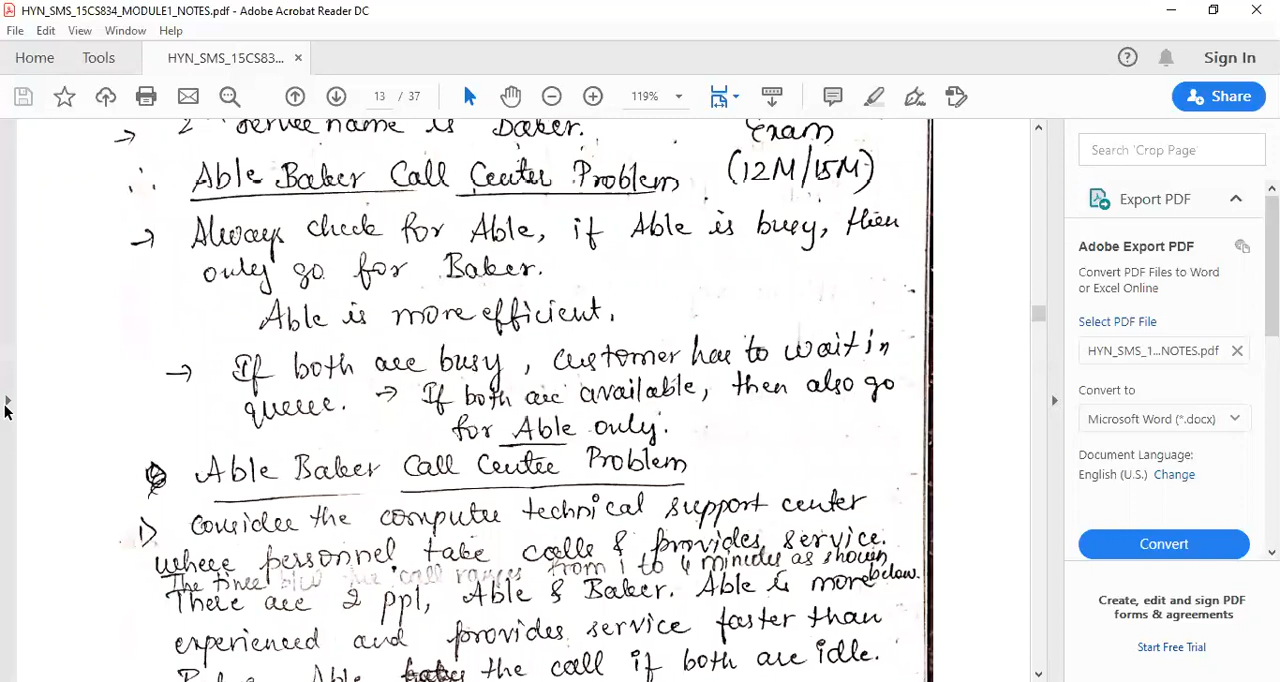 HYN_SMS_15CS834_MODULE1_NOTES.pdf - Adobe Acrobat Reader DC
File Edit View Window Help
Home Tools HYN_SMS_15CS83... × Sign In
13 / 37 119% Share
→ 2 Service name is Baker. Exam
∴ Able Baker Call Center Problem (12M/15M)
→ Always check for Able, if Able is busy, then
only go for Baker.
Able is more efficient.
→ If both are busy, customer has to wait in
queue. → If both are available, then also go
for Able only.
Able Baker Call Center Problem
1) Consider the computer technical support center
where personnel take calls & provides service.
The time b/w the call ranges from 1 to 4 minutes as shown
below.
There are 2 ppl, Able & Baker. Able is more
experienced and provides service faster than
the call if both are idle.
Search 'Crop Page'
Export PDF
Adobe Export PDF
Convert PDF Files to Word
or Excel Online
Select PDF File
HYN_SMS_1...NOTES.pdf ×
Convert to
Microsoft Word (*.docx)
Document Language:
English (U.S.) Change
Convert
Create, edit and sign PDF
forms & agreements
Start Free Trial